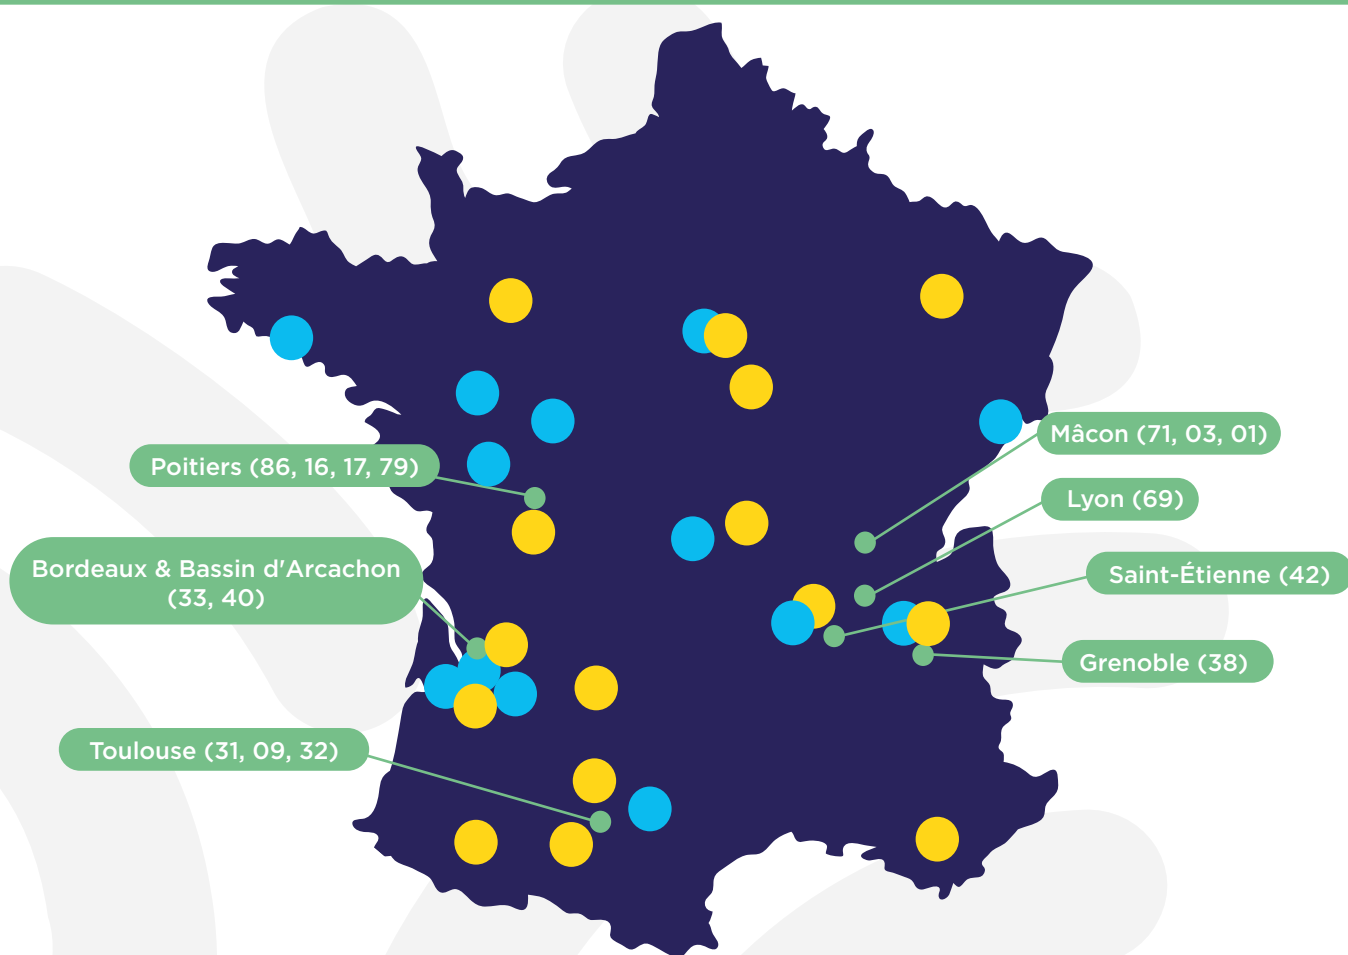 Mâcon (71, 03, 01)
Poitiers (86, 16, 17, 79)
Lyon (69)
Bordeaux & Bassin d'Arcachon
(33, 40)
Saint-Étienne (42)
Grenoble (38)
Toulouse (31, 09, 32)